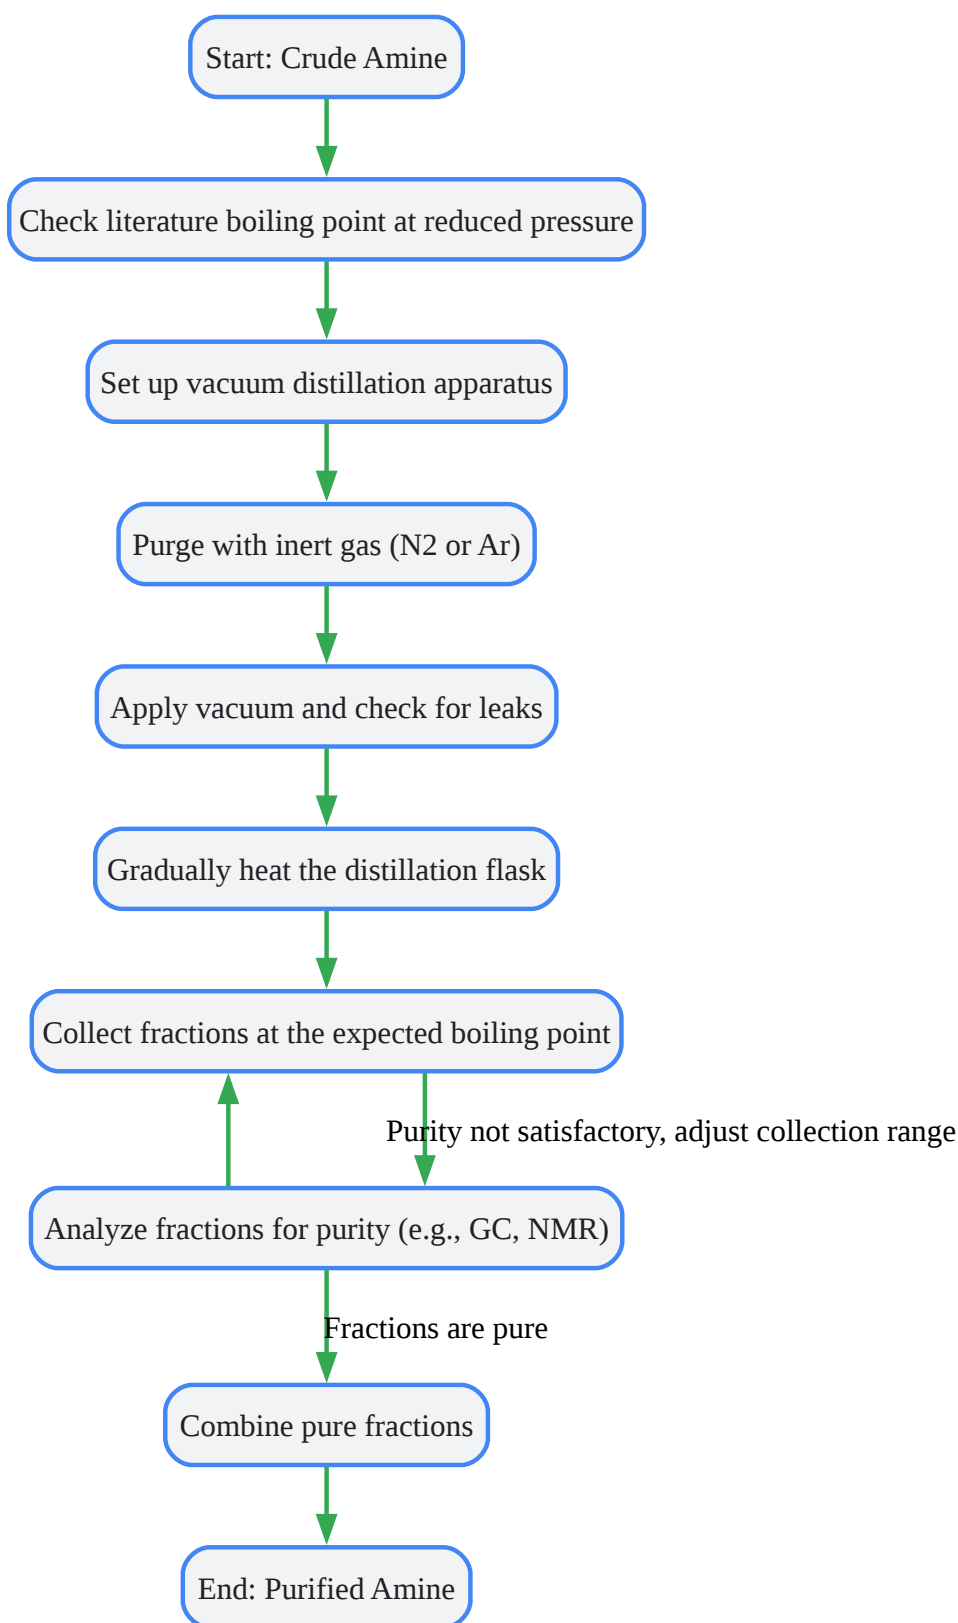 Start: Crude Amine
Check literature boiling point at reduced pressure
Set up vacuum distillation apparatus
Purge with inert gas (N2 or Ar)
Apply vacuum and check for leaks
Gradually heat the distillation flask
Collect fractions at the expected boiling point
Purity not satisfactory, adjust collection range
Analyze fractions for purity (e.g., GC, NMR)
Fractions are pure
Combine pure fractions
End: Purified Amine